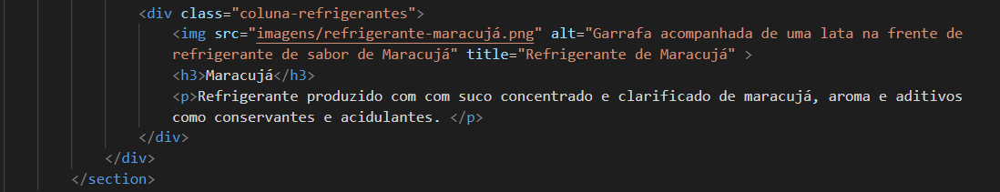 <div class="coluna-refrigerantes">
<img src="imagens/refrigerante-maracujá.png" alt="Garrafa acompanhada de uma lata na frente de
refrigerante de sabor de Maracujá" title="Refrigerante de Maracujá" >
<h3>Maracujá</h3>
<p>Refrigerante produzido com com suco concentrado e clarificado de maracujá, aroma e aditivos
como conservantes e acidulantes. </p>
</div>
</div>
</section>